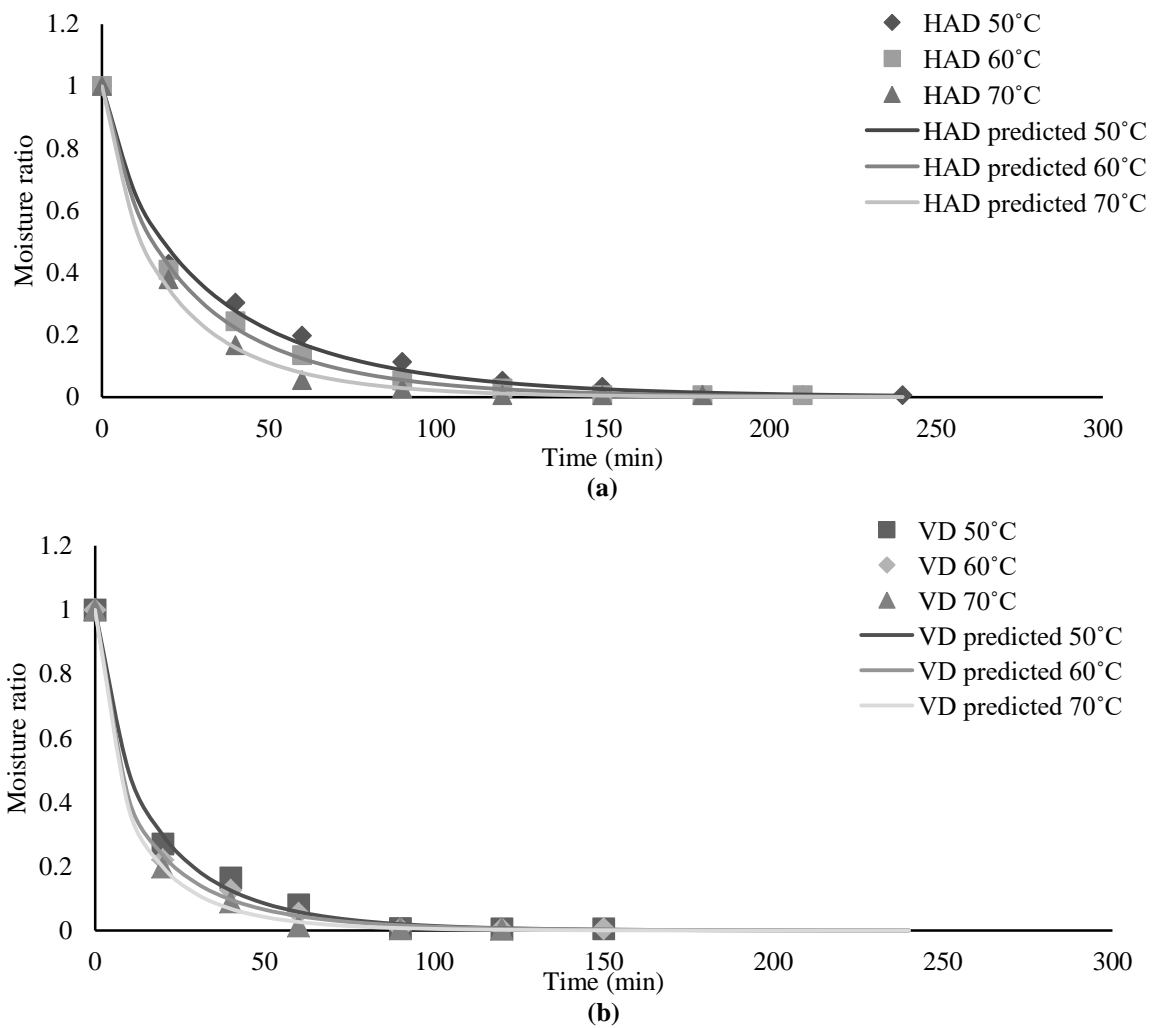 1.2
1
0.8
0.6
0.4
0.2
0
Moisture ratio
HAD 50˚C
HAD 60˚C
HAD 70˚C
HAD predicted 50˚C
HAD predicted 60˚C
HAD predicted 70˚C
0 50 100 150 200 250 300
Time (min)
(a)
1.2
1
0.8
0.6
0.4
0.2
0
Moisture ratio
VD 50˚C
VD 60˚C
VD 70˚C
VD predicted 50˚C
VD predicted 60˚C
VD predicted 70˚C
0 50 100 150 200 250 300
Time (min)
(b)